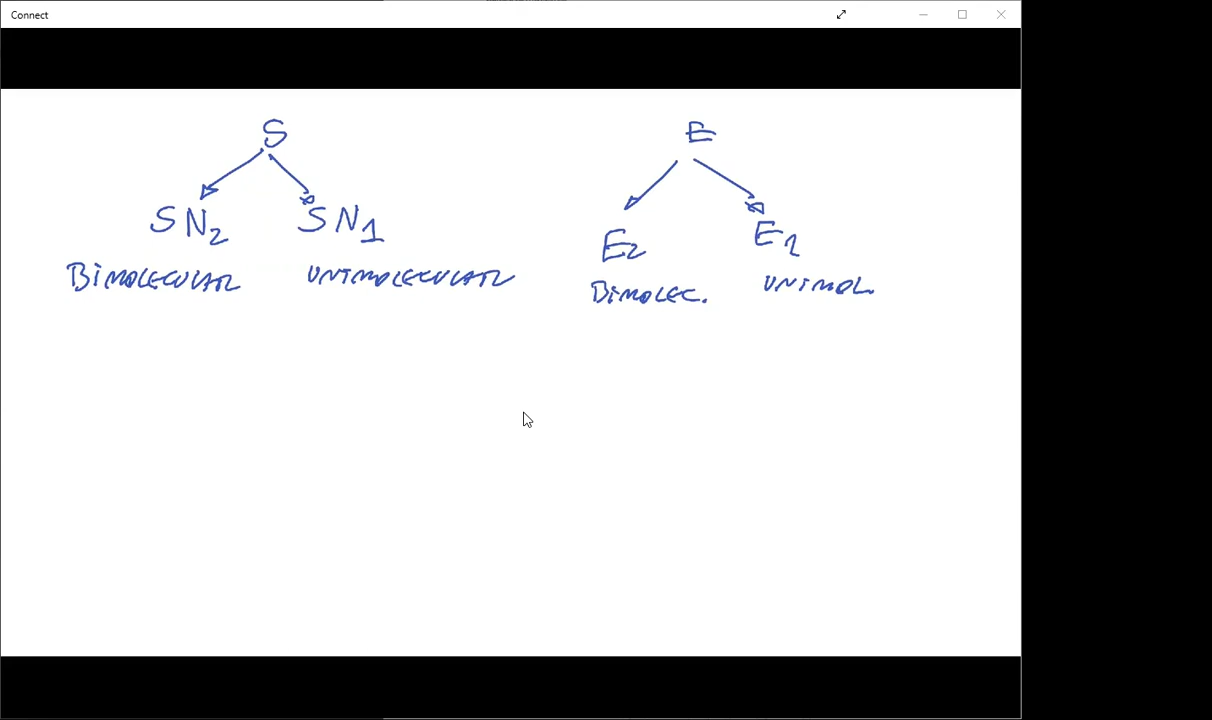 Connect
S E
SN2 SN1 E2 E1
BIMOLECULAR UNIMOLECULAR BIMOLEC. UNIMOL.